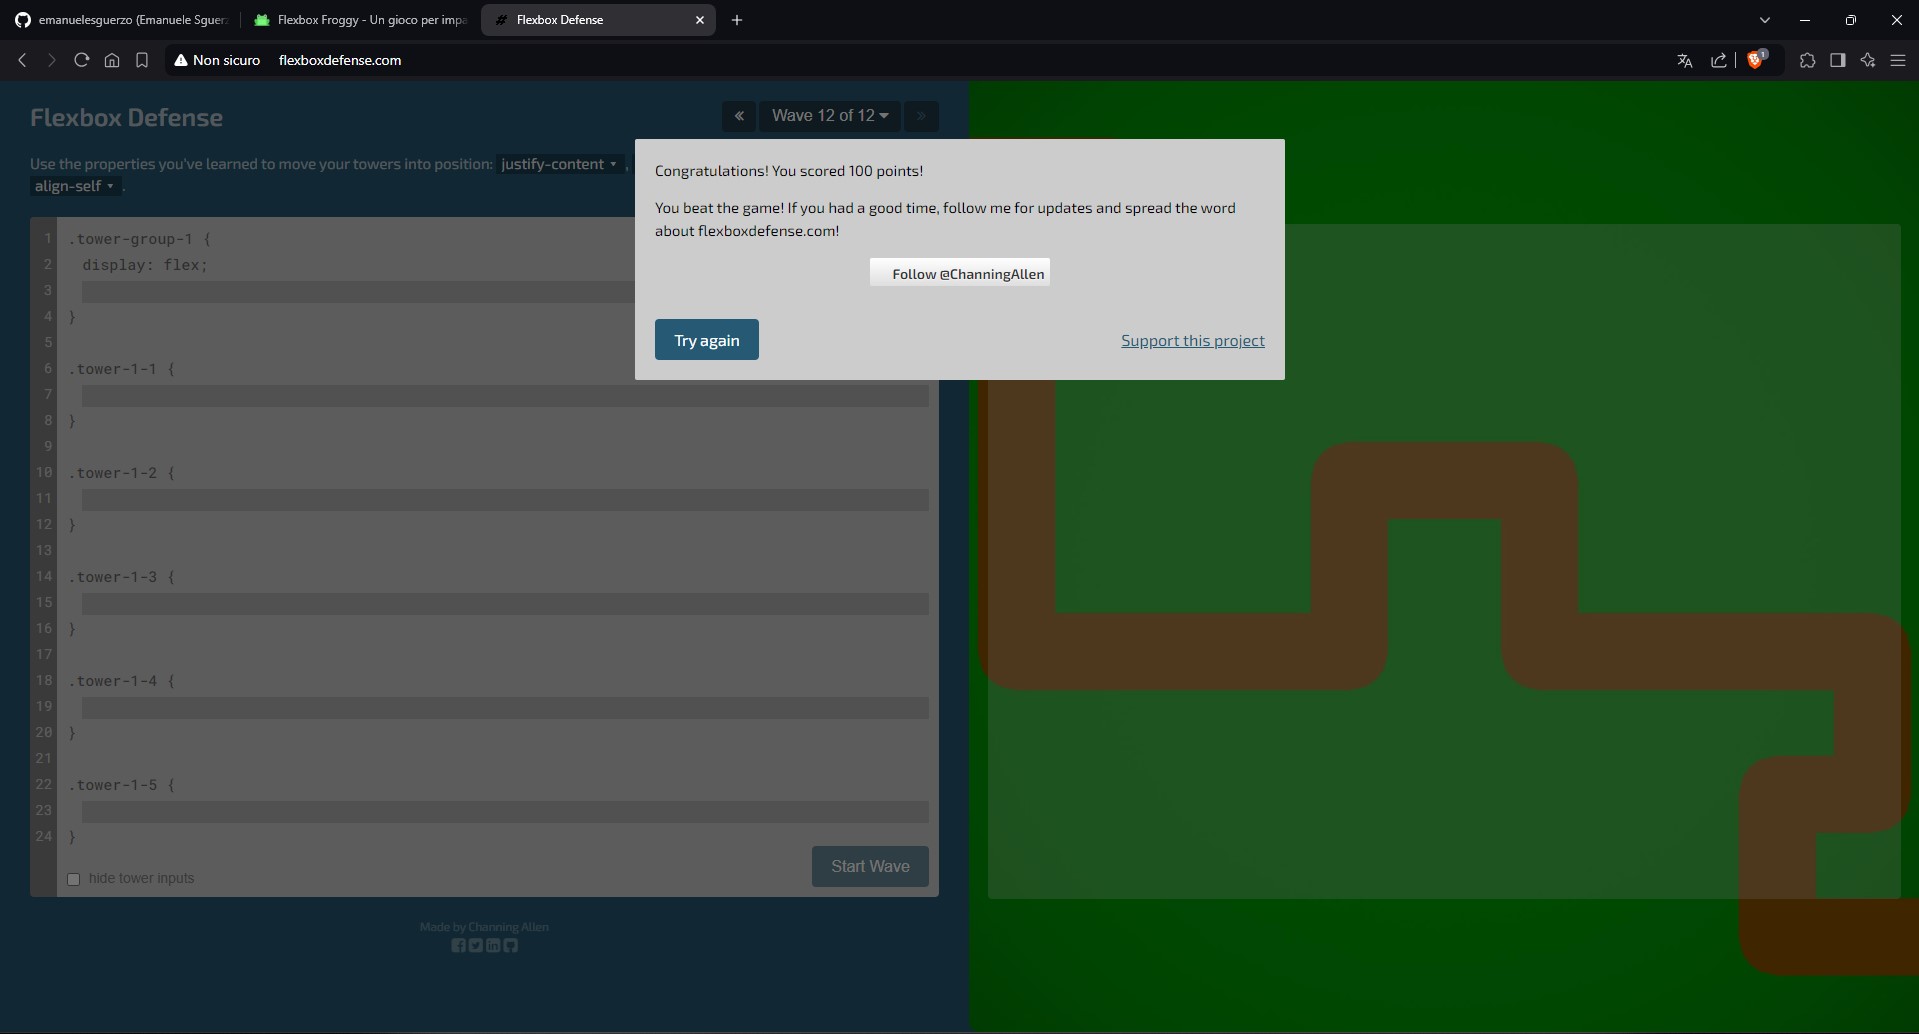 emanuelesguerzo (Emanuele Sguerz
Flexbox Froggy - Un gioco per impa
Flexbox Defense
Non sicuro
flexboxdefense.com
1
Flexbox Defense
Wave 12 of 12
Use the properties you've learned to move your towers into position: justify-content ,
align-self .
Congratulations! You scored 100 points!
You beat the game! If you had a good time, follow me for updates and spread the word
about flexboxdefense.com!
Follow @ChanningAllen
Try again
Support this project
1 .tower-group-1 {
2 display: flex;
3
4 }
5
6 .tower-1-1 {
7
8 }
9
10 .tower-1-2 {
11
12 }
13
14 .tower-1-3 {
15
16 }
17
18 .tower-1-4 {
19
20 }
21
22 .tower-1-5 {
23
24 }
Start Wave
hide tower inputs
Made by Channing Allen